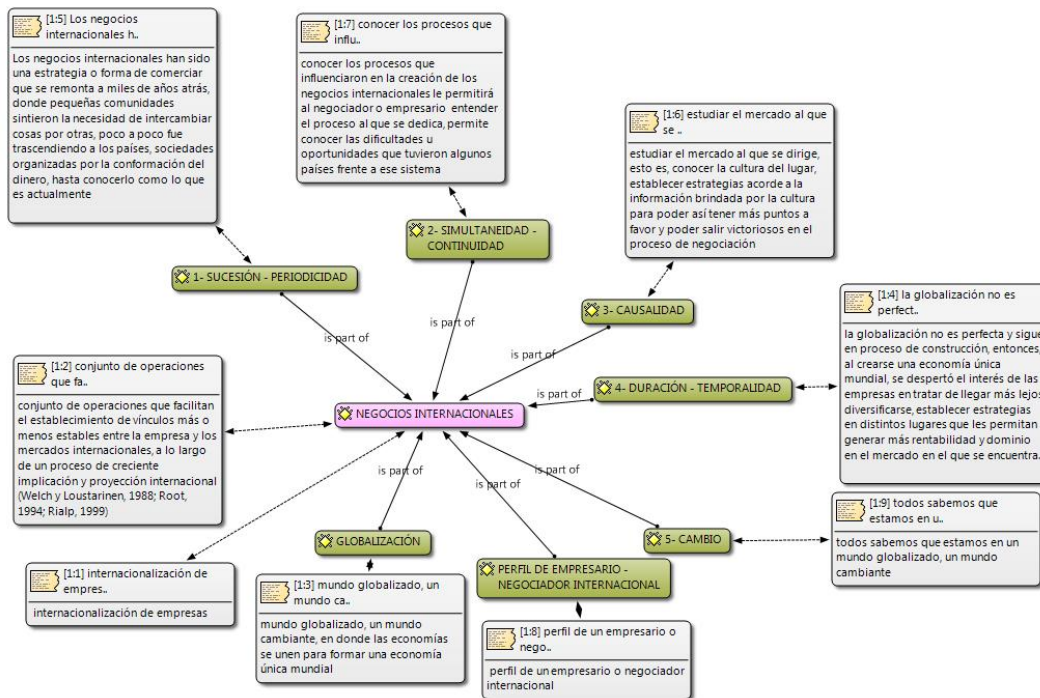 [1:5] Los negocios
internacionales h..
Los negocios internacionales han sido
una estrategia o forma de comerciar
que se remonta a miles de años atrás,
donde pequeñas comunidades
sintieron la necesidad de intercambiar
cosas por otras, poco a poco fue
trascendiendo a los países, sociedades
organizadas por la conformación del
dinero, hasta conocerlo como lo que
es actualmente
[1:7] conocer los procesos que
influ..
conocer los procesos que
influenciaron en la creación de los
negocios internacionales le permitirá
al negociador o empresario entender
el proceso al que se dedica, permite
conocer las dificultades u
oportunidades que tuvieron algunos
países frente a ese sistema
[1:6] estudiar el mercado al que
se ..
estudiar el mercado al que se dirige,
esto es, conocer la cultura del lugar,
establecer estrategias acorde a la
información brindada por la cultura
para poder así tener más puntos a
favor y poder salir victoriosos en el
proceso de negociación
2- SIMULTANEIDAD -
CONTINUIDAD
1- SUCESIÓN - PERIODICIDAD
3- CAUSALIDAD
is part of
is part of
is part of
[1:4] la globalización no es
perfect..
la globalización no es perfecta y sigue
en proceso de construcción, entonces,
al crearse una economía única
mundial, se despertó el interés de las
empresas en tratar de llegar más lejos,
diversificarse, establecer estrategias
en distintos lugares que les permitan
generar más rentabilidad y dominio
en el mercado en el que se encuentra.
4- DURACIÓN - TEMPORALIDAD
is part of
[1:2] conjunto de operaciones
que fa..
conjunto de operaciones que facilitan
el establecimiento de vínculos más o
menos estables entre la empresa y los
mercados internacionales, a lo largo
de un proceso de creciente
implicación y proyección internacional
(Welch y Loustarinen, 1988; Root,
1994; Rialp, 1999)
NEGOCIOS INTERNACIONALES
is part of
is part of
is part of
GLOBALIZACIÓN
5- CAMBIO
PERFIL DE EMPRESARIO -
NEGOCIADOR INTERNACIONAL
[1:9] todos sabemos que
estamos en u..
todos sabemos que estamos en un
mundo globalizado, un mundo
cambiante
[1:1] internacionalización de
empres..
internacionalización de empresas
[1:3] mundo globalizado, un
mundo ca..
mundo globalizado, un mundo
cambiante, en donde las economías
se unen para formar una economía
única mundial
[1:8] perfil de un empresario o
nego..
perfil de un empresario o negociador
internacional